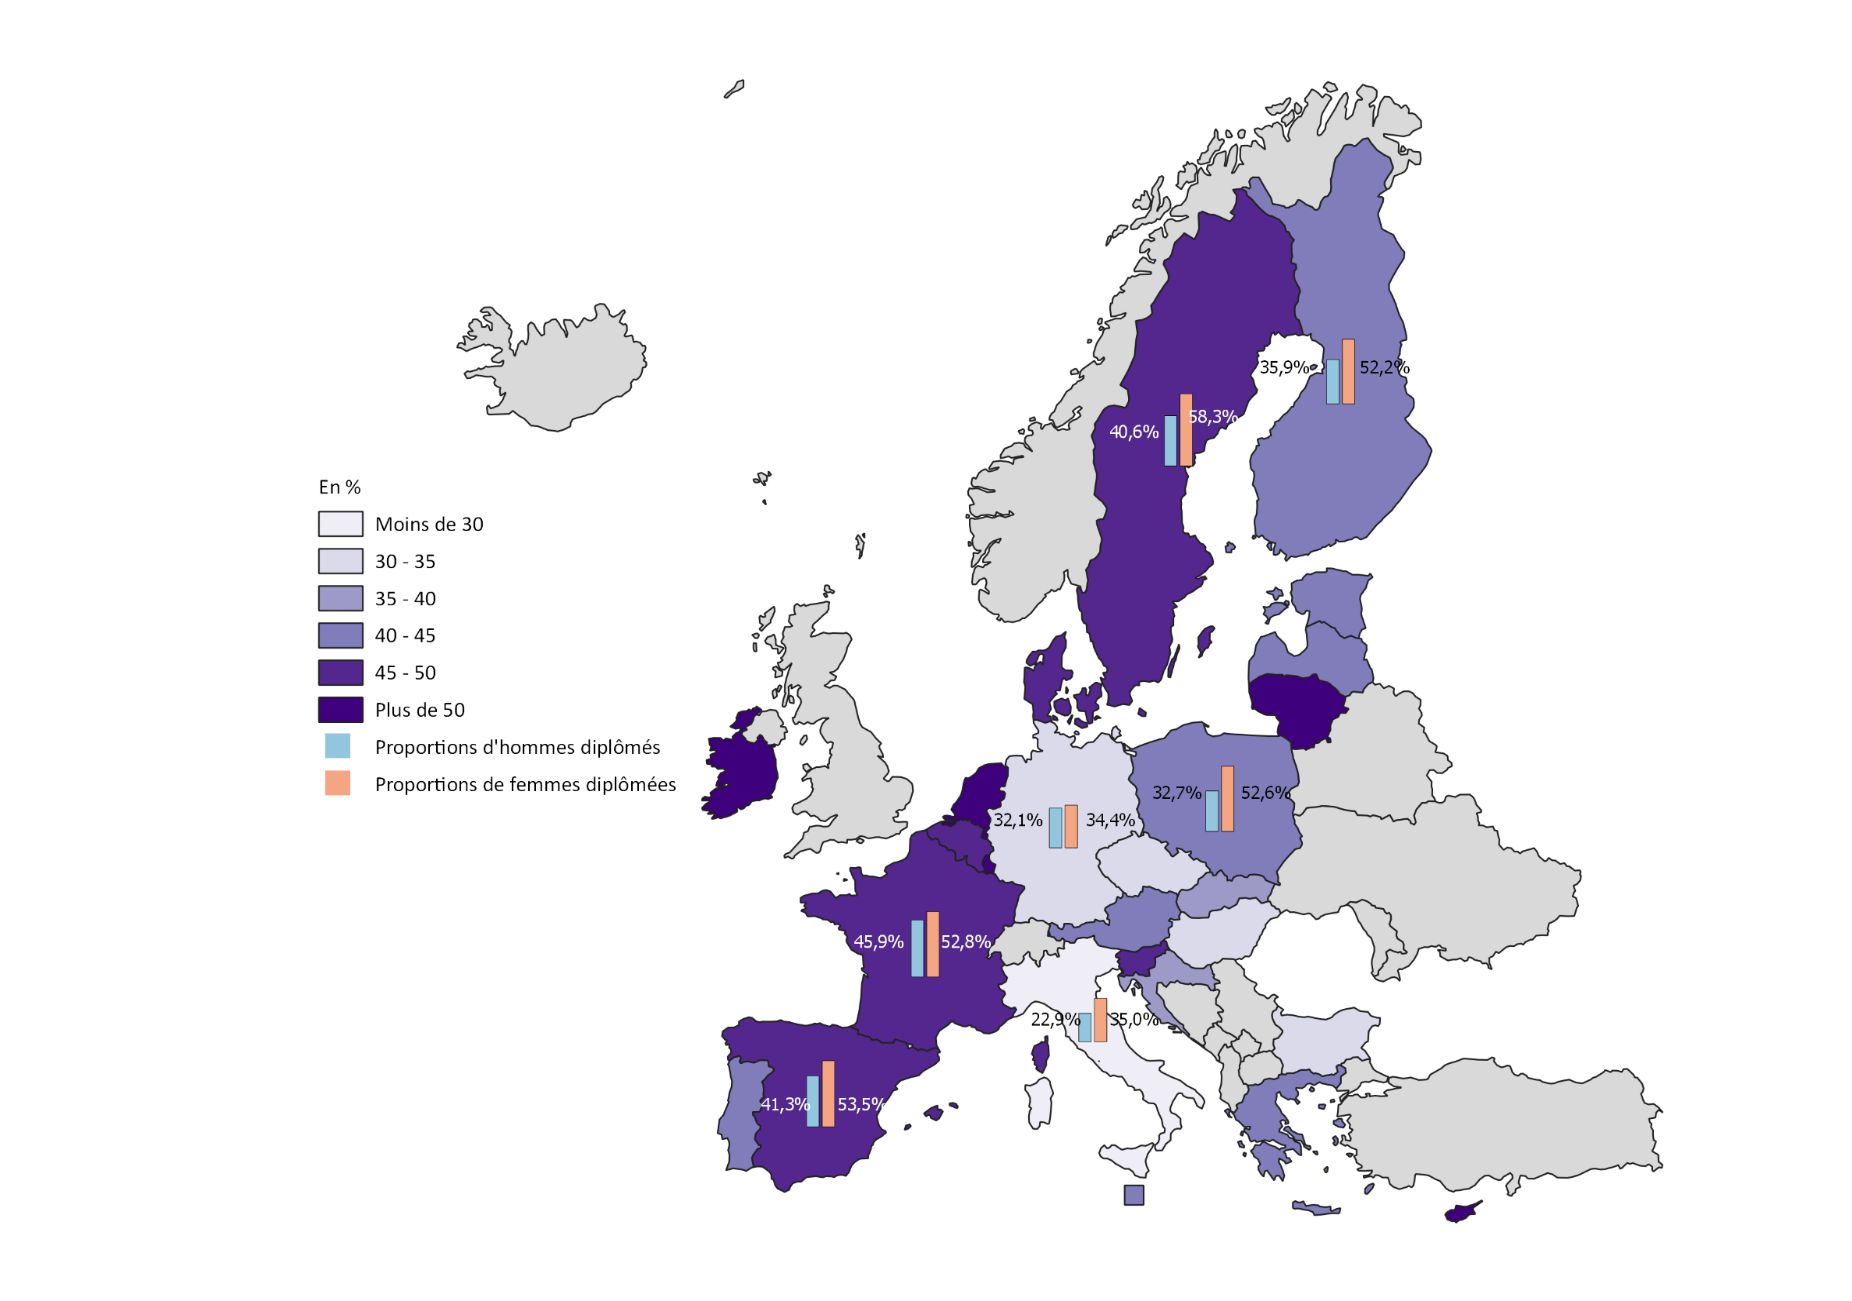 35,9% 52,2%
40,6% 58,3%
En %
Moins de 30
30 - 35
35 - 40
40 - 45
45 - 50
Plus de 50
Proportions d'hommes diplômés
Proportions de femmes diplômées
32,7% 52,6%
32,1% 34,4%
45,9% 52,8%
22,9% 35,0%
41,3% 53,5%